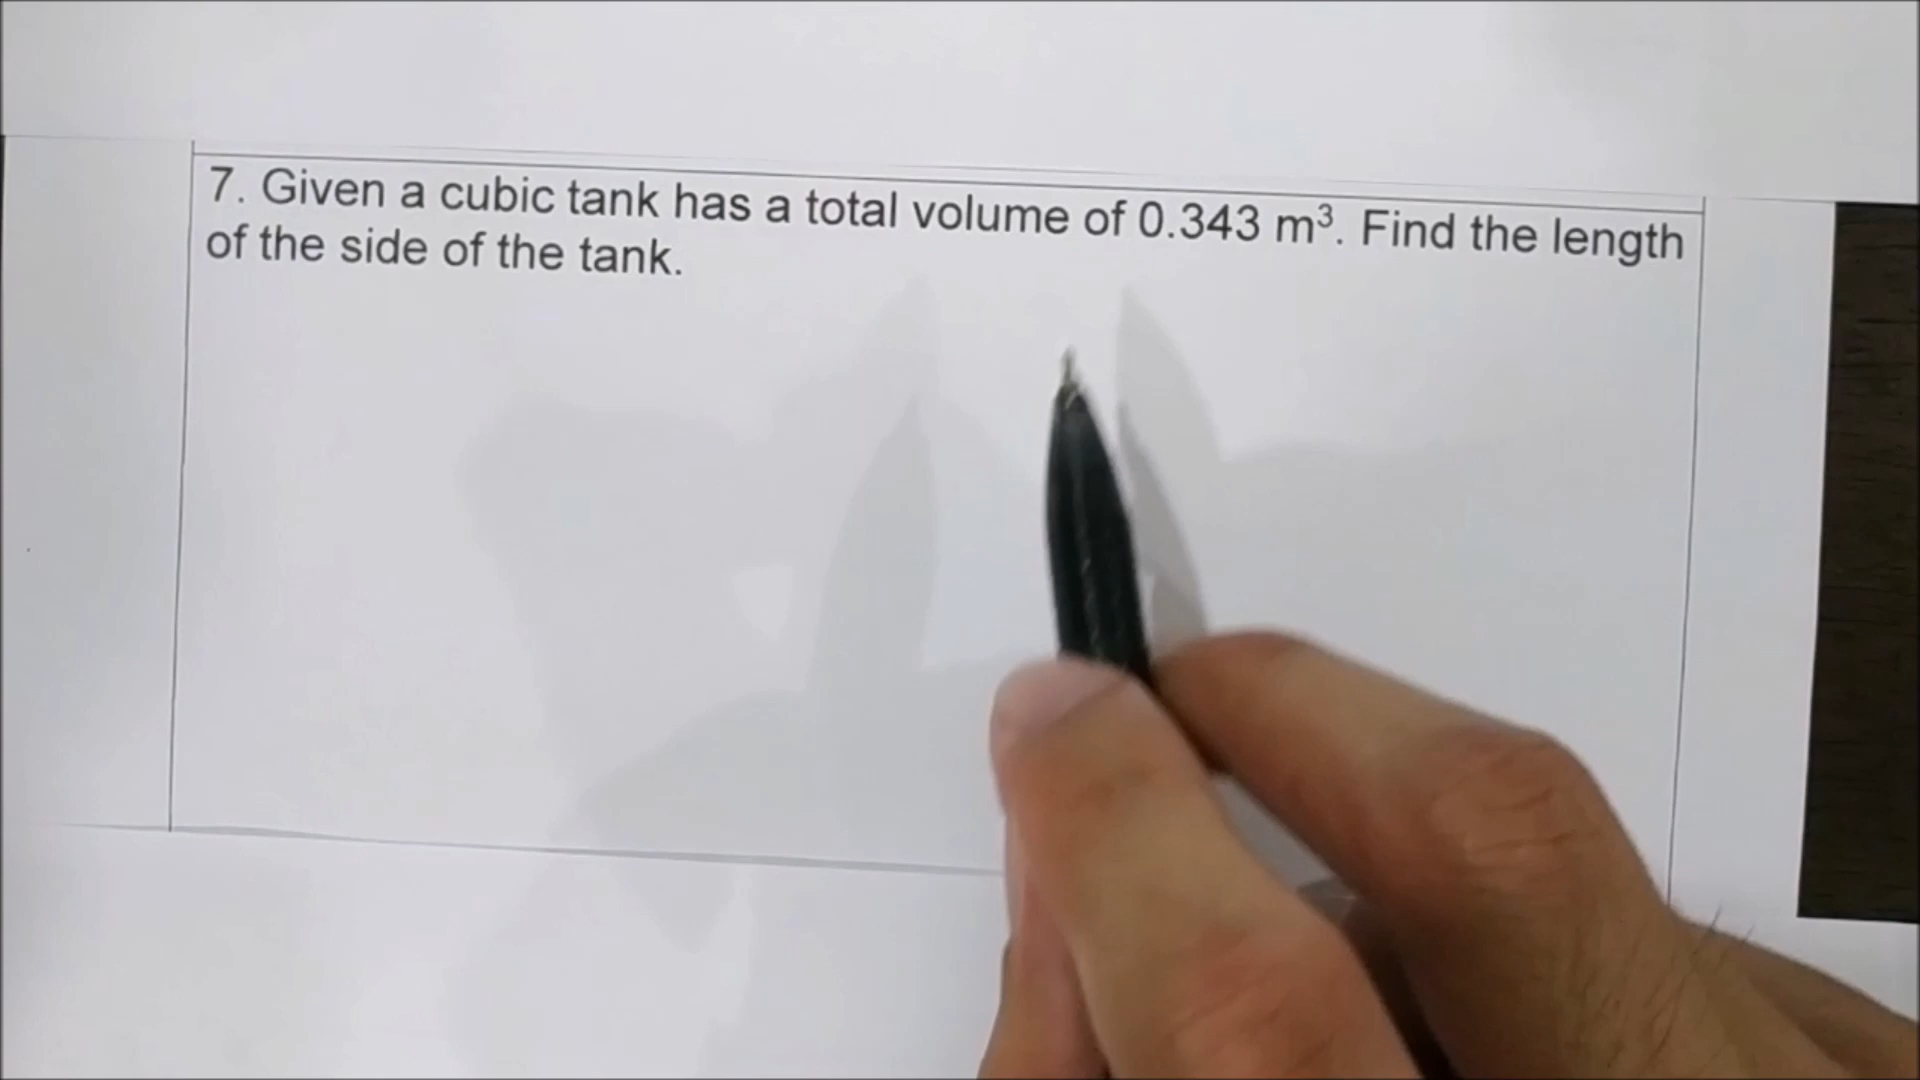 7. Given a cubic tank has a total volume of 0.343 m³. Find the length
of the side of the tank.